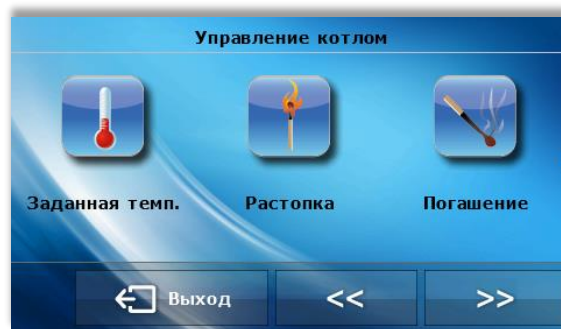 Управление котлом
Заданная темп. Растопка Погашение
Выход << >>